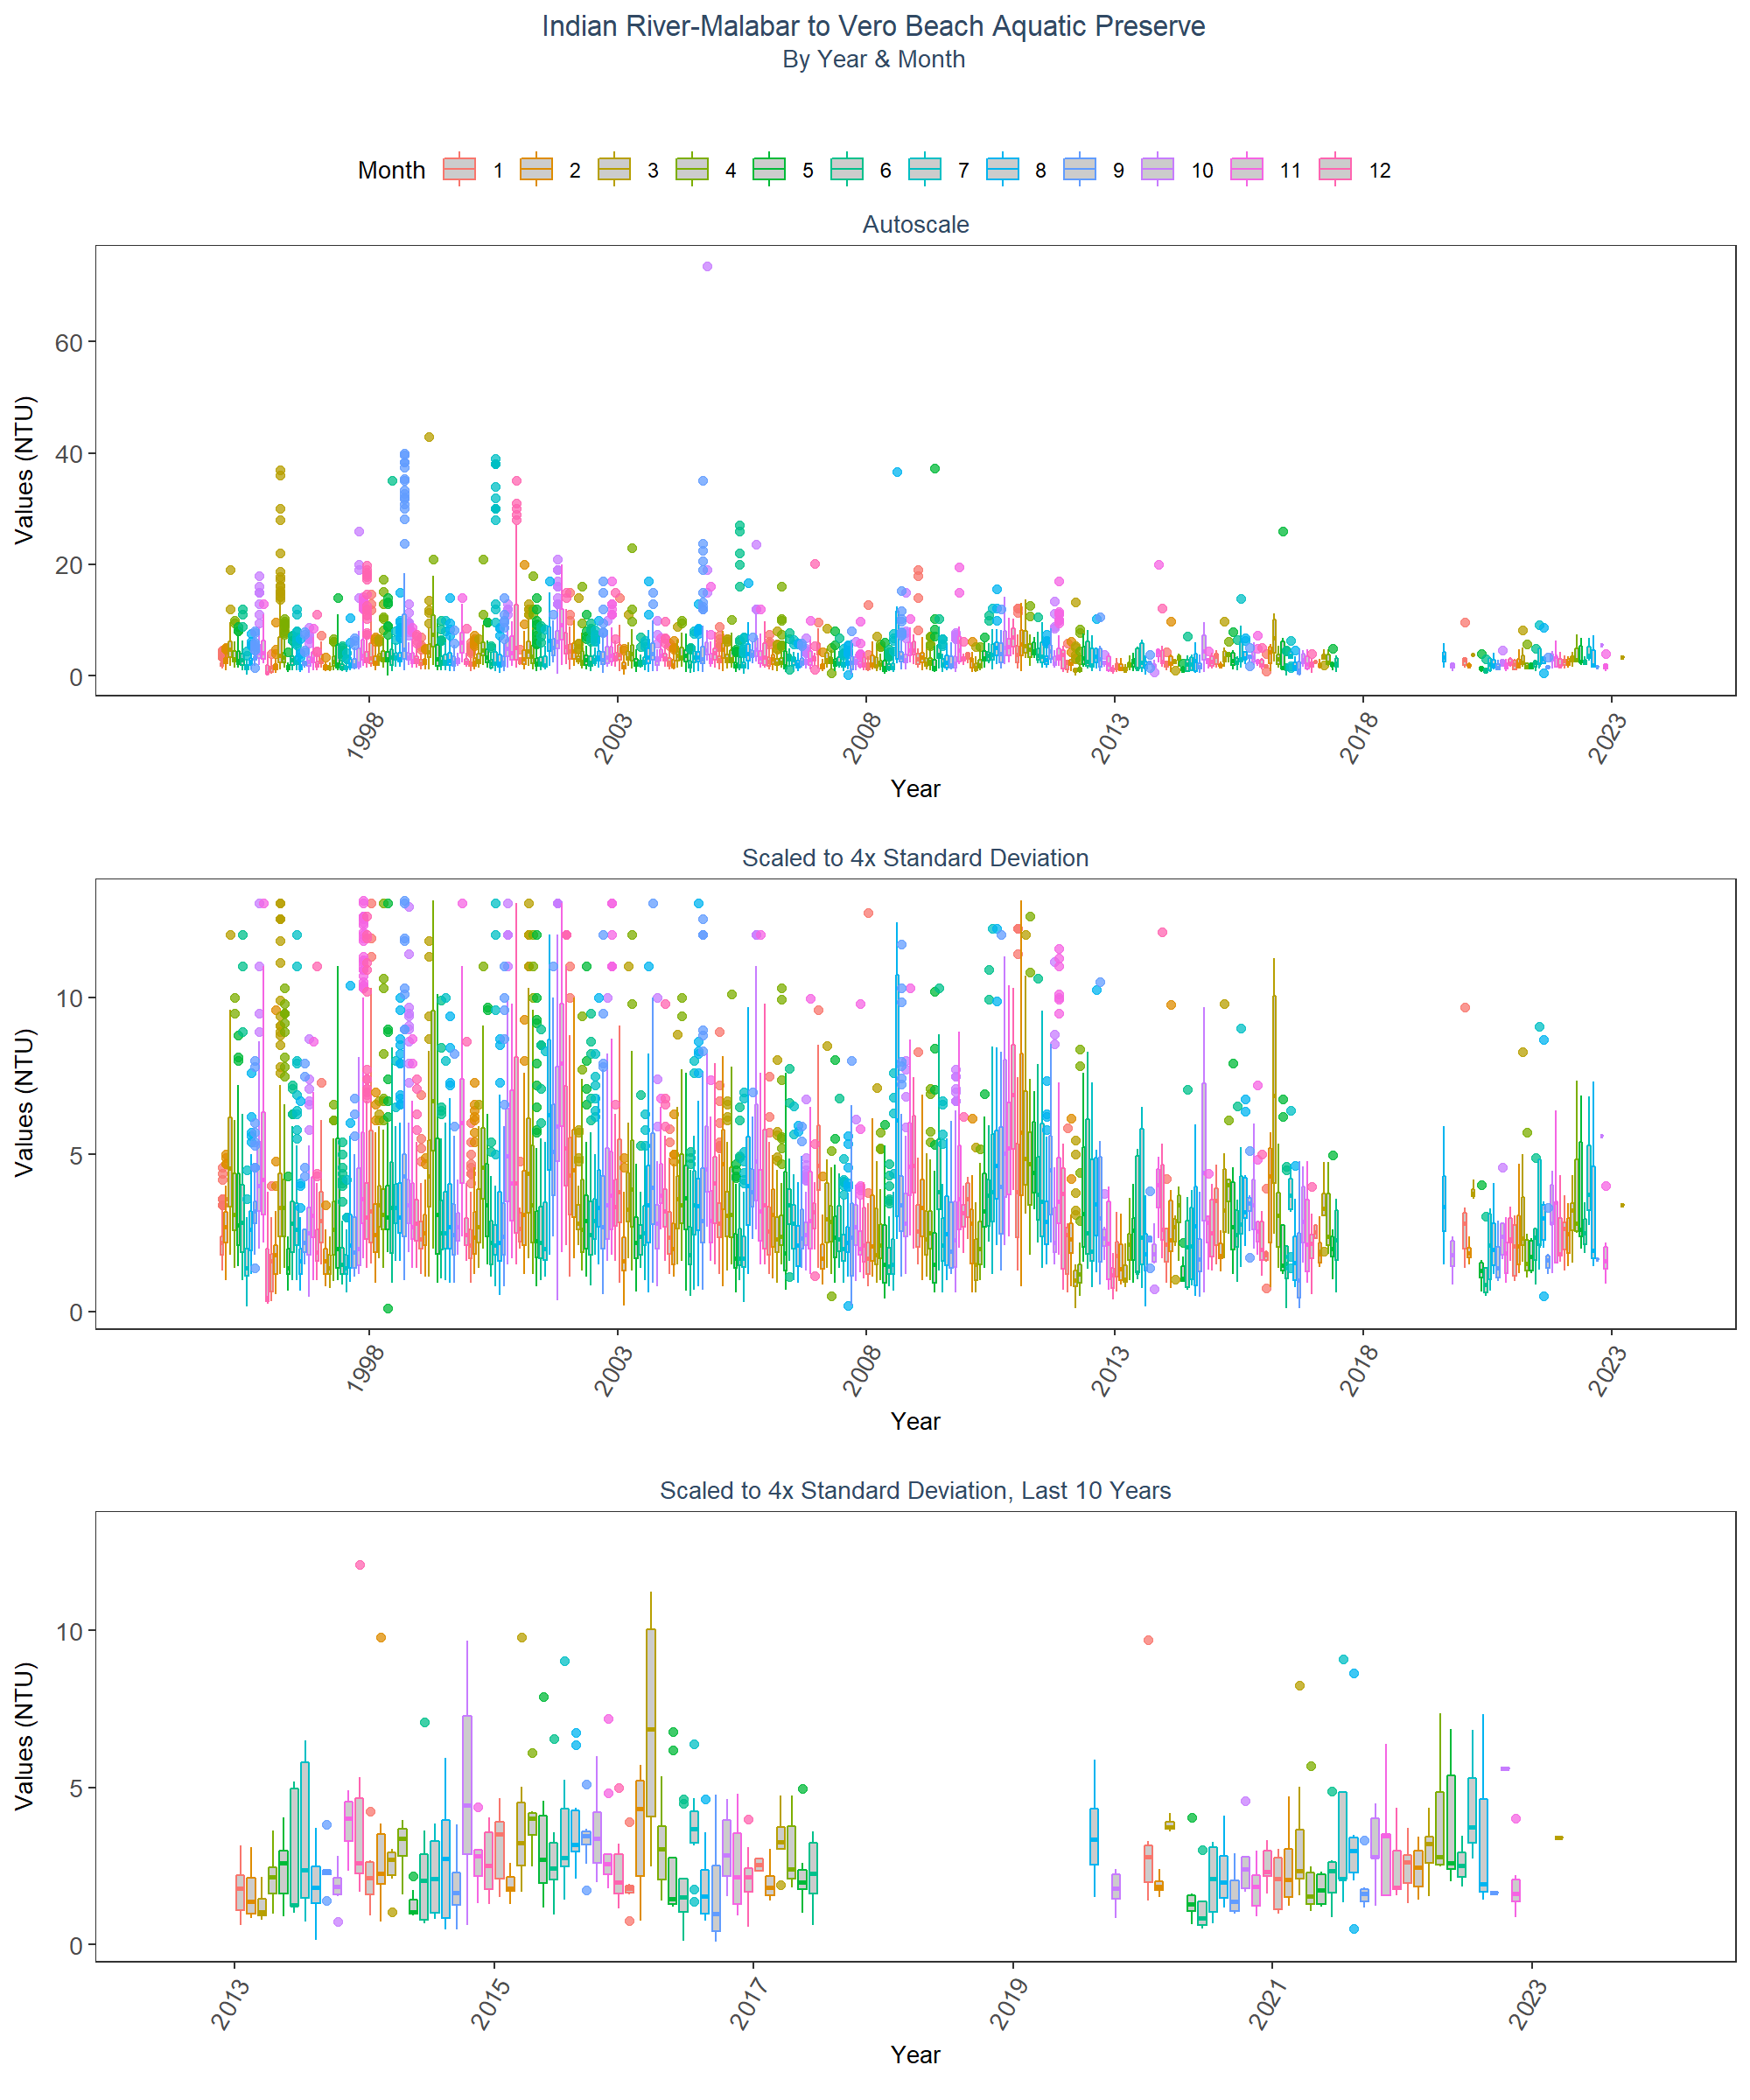 Indian River-Malabar to Vero Beach Aquatic Preserve
By Year & Month
Month 1 2 3 4 5 6 7 8 9 10 11 12
Autoscale
Values (NTU)
60
40
20
0
1998 2003 2008 2013 2018 2023
Year
Scaled to 4x Standard Deviation
Values (NTU)
10
5
0
1998 2003 2008 2013 2018 2023
Year
Scaled to 4x Standard Deviation, Last 10 Years
Values (NTU)
10
5
0
2013 2015 2017 2019 2021 2023
Year